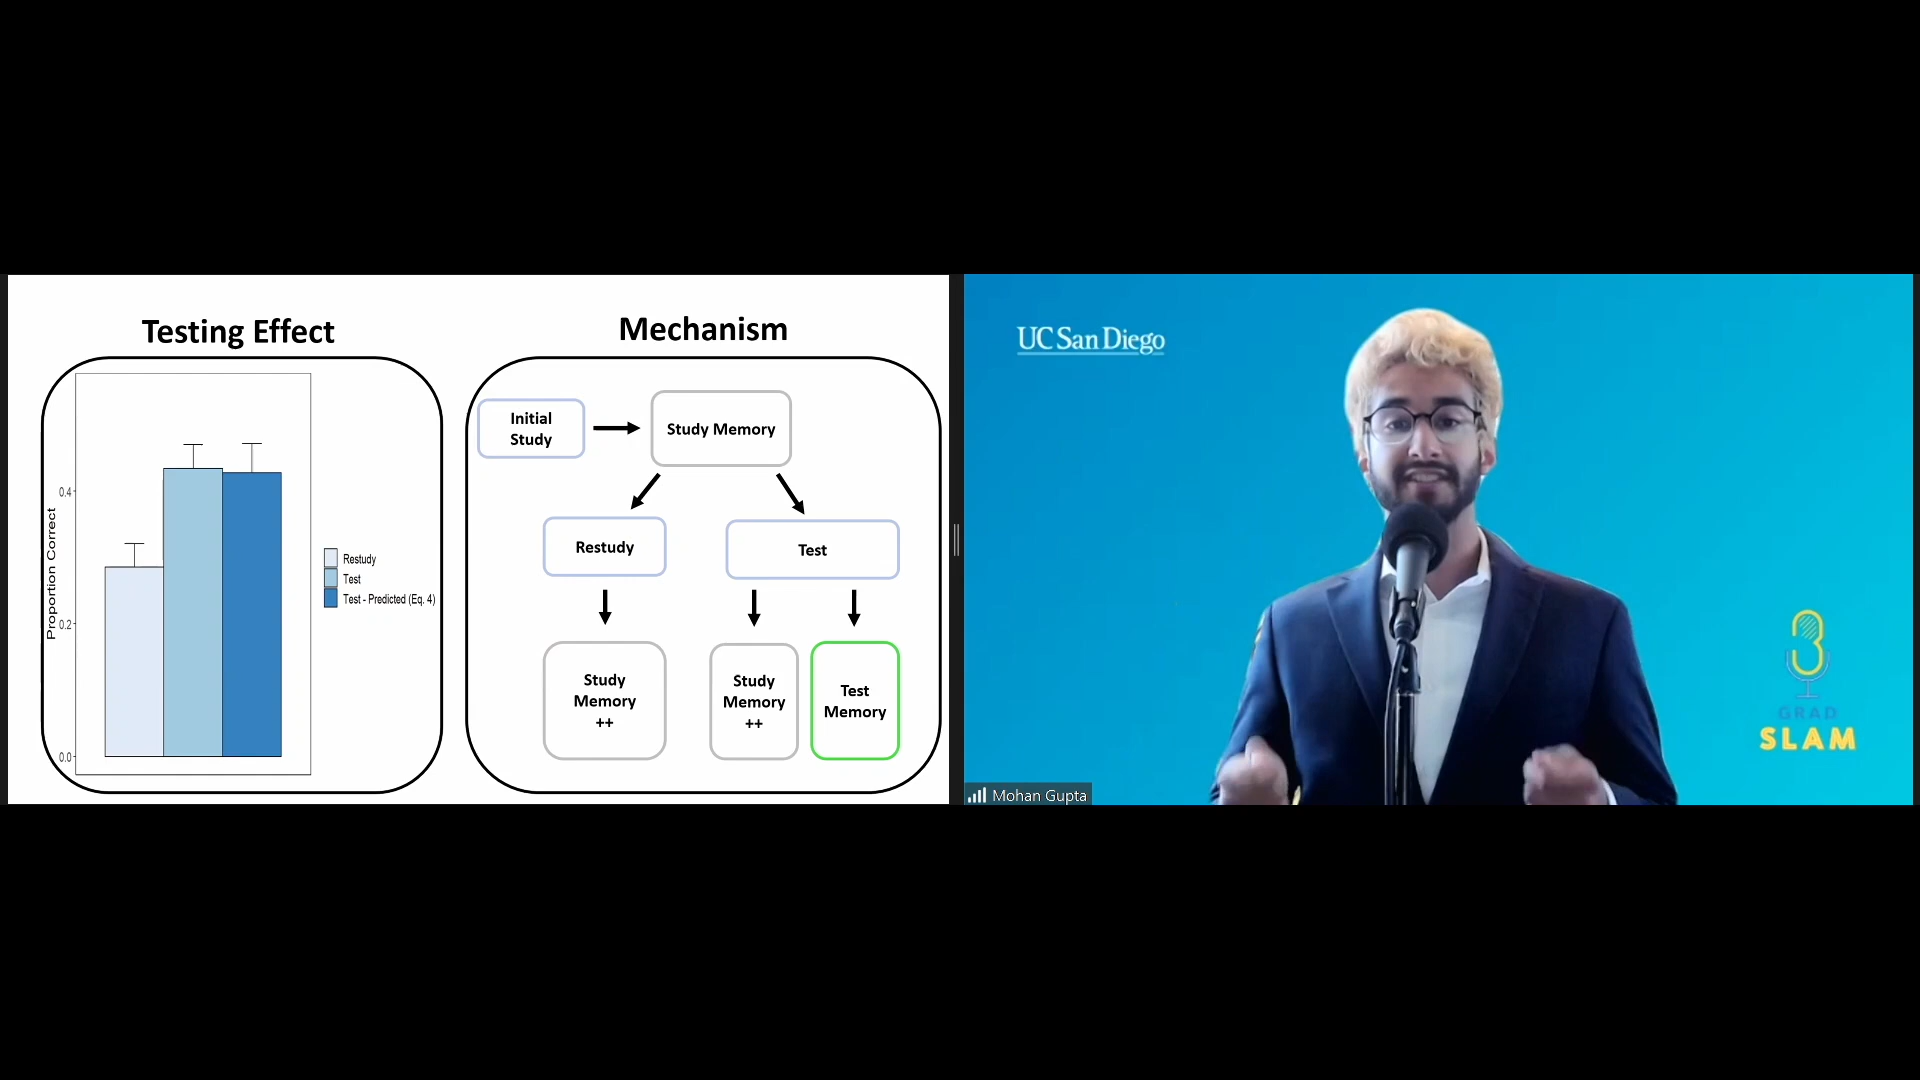 Testing Effect
Proportion Correct
0.4
0.2
0.0
Restudy
Test
Test - Predicted (Eq. 4)
Mechanism
Initial
Study
Study Memory
Restudy
Test
Study
Memory
++
Study
Memory
++
Test
Memory
UC San Diego
GRAD
SLAM
Mohan Gupta